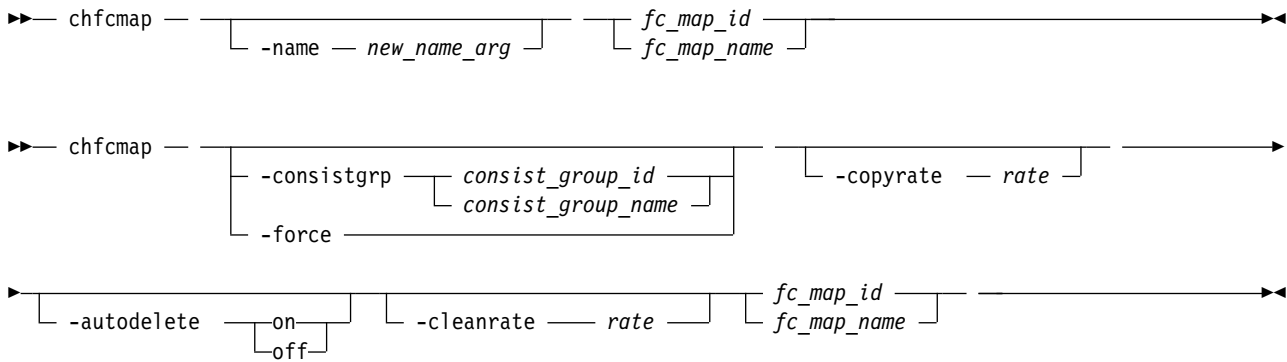 chfcmap -name new_name_arg fc_map_id
fc_map_name
chfcmap -consistgrp consist_group_id -copyrate rate
consist_group_name
-force
-autodelete on -cleanrate rate fc_map_id
off fc_map_name